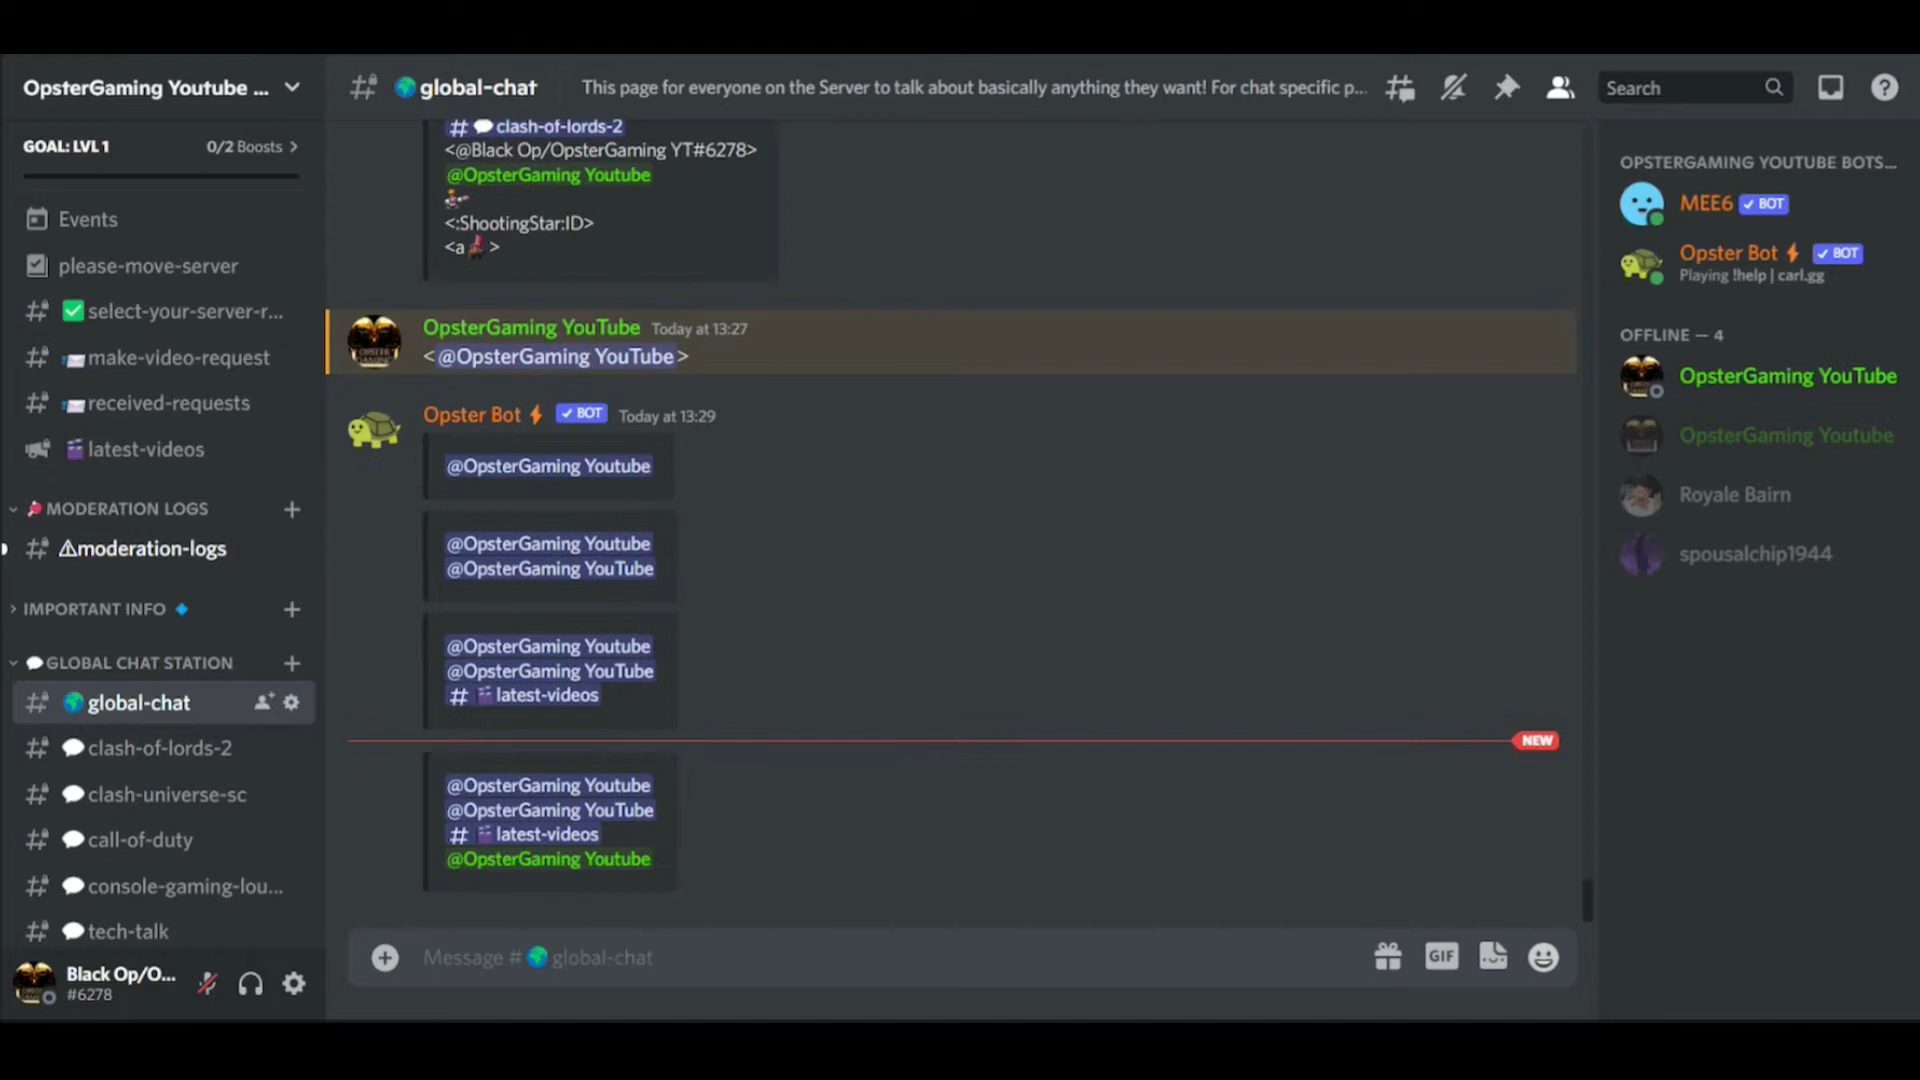 OpsterGaming Youtube ...
GOAL: LVL 1
0/2 Boosts
Events
please-move-server
select-your-server-r...
make-video-request
received-requests
latest-videos
MODERATION LOGS
moderation-logs
IMPORTANT INFO
GLOBAL CHAT STATION
global-chat
clash-of-lords-2
clash-universe-sc
call-of-duty
console-gaming-lou...
tech-talk
Black Op/O...
#6278
global-chat
This page for everyone on the Server to talk about basically anything they want! For chat specific p...
Search
# clash-of-lords-2
<@Black Op/OpsterGaming YT#6278>
@OpsterGaming Youtube
<:ShootingStar:ID>
<a >
OpsterGaming YouTube Today at 13:27
<@OpsterGaming YouTube>
Opster Bot BOT Today at 13:29
@OpsterGaming Youtube
@OpsterGaming Youtube
@OpsterGaming YouTube
@OpsterGaming Youtube
@OpsterGaming YouTube
# latest-videos
NEW
@OpsterGaming Youtube
@OpsterGaming YouTube
# latest-videos
@OpsterGaming Youtube
Message # global-chat
GIF
OPSTERGAMING YOUTUBE BOTS...
MEE6 BOT
Opster Bot BOT
Playing !help | carl.gg
OFFLINE — 4
OpsterGaming YouTube
OpsterGaming Youtube
Royale Bairn
spousalchip1944